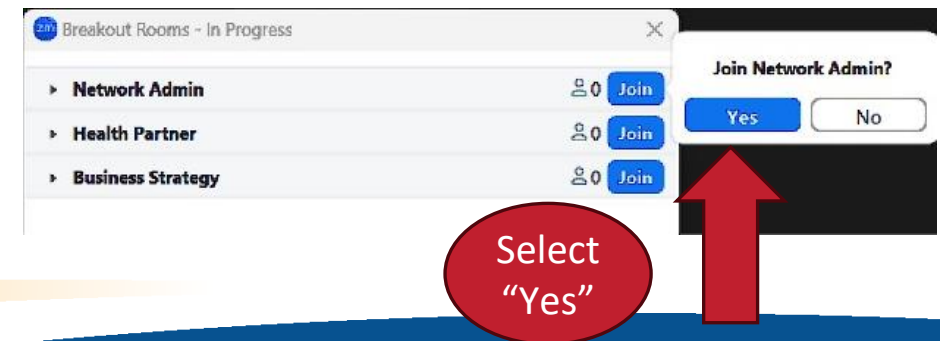 zm Breakout Rooms - In Progress
Join Network Admin?
Network Admin 0 Join
Yes No
Health Partner 0 Join
Business Strategy 0 Join
Select
“Yes”